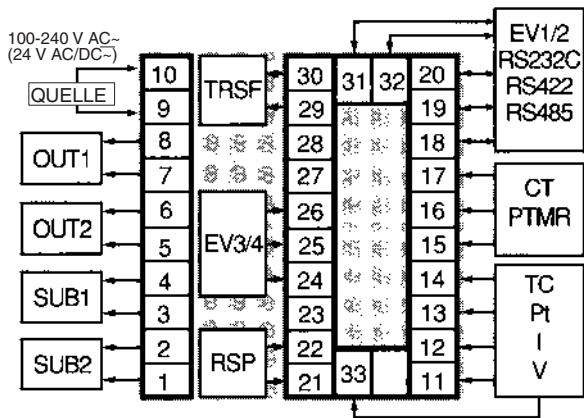 100-240 V AC~
(24 V AC/DC~)
QUELLE
OUT1
OUT2
SUB1
SUB2
10
9
8
7
6
5
4
3
2
1
TRSF
EV3/4
RSP
30
29
28
27
26
25
24
23
22
21
31 32
33
20
19
18
17
16
15
14
13
12
11
EV1/2
RS232C
RS422
RS485
CT
PTMR
TC
Pt
I
V